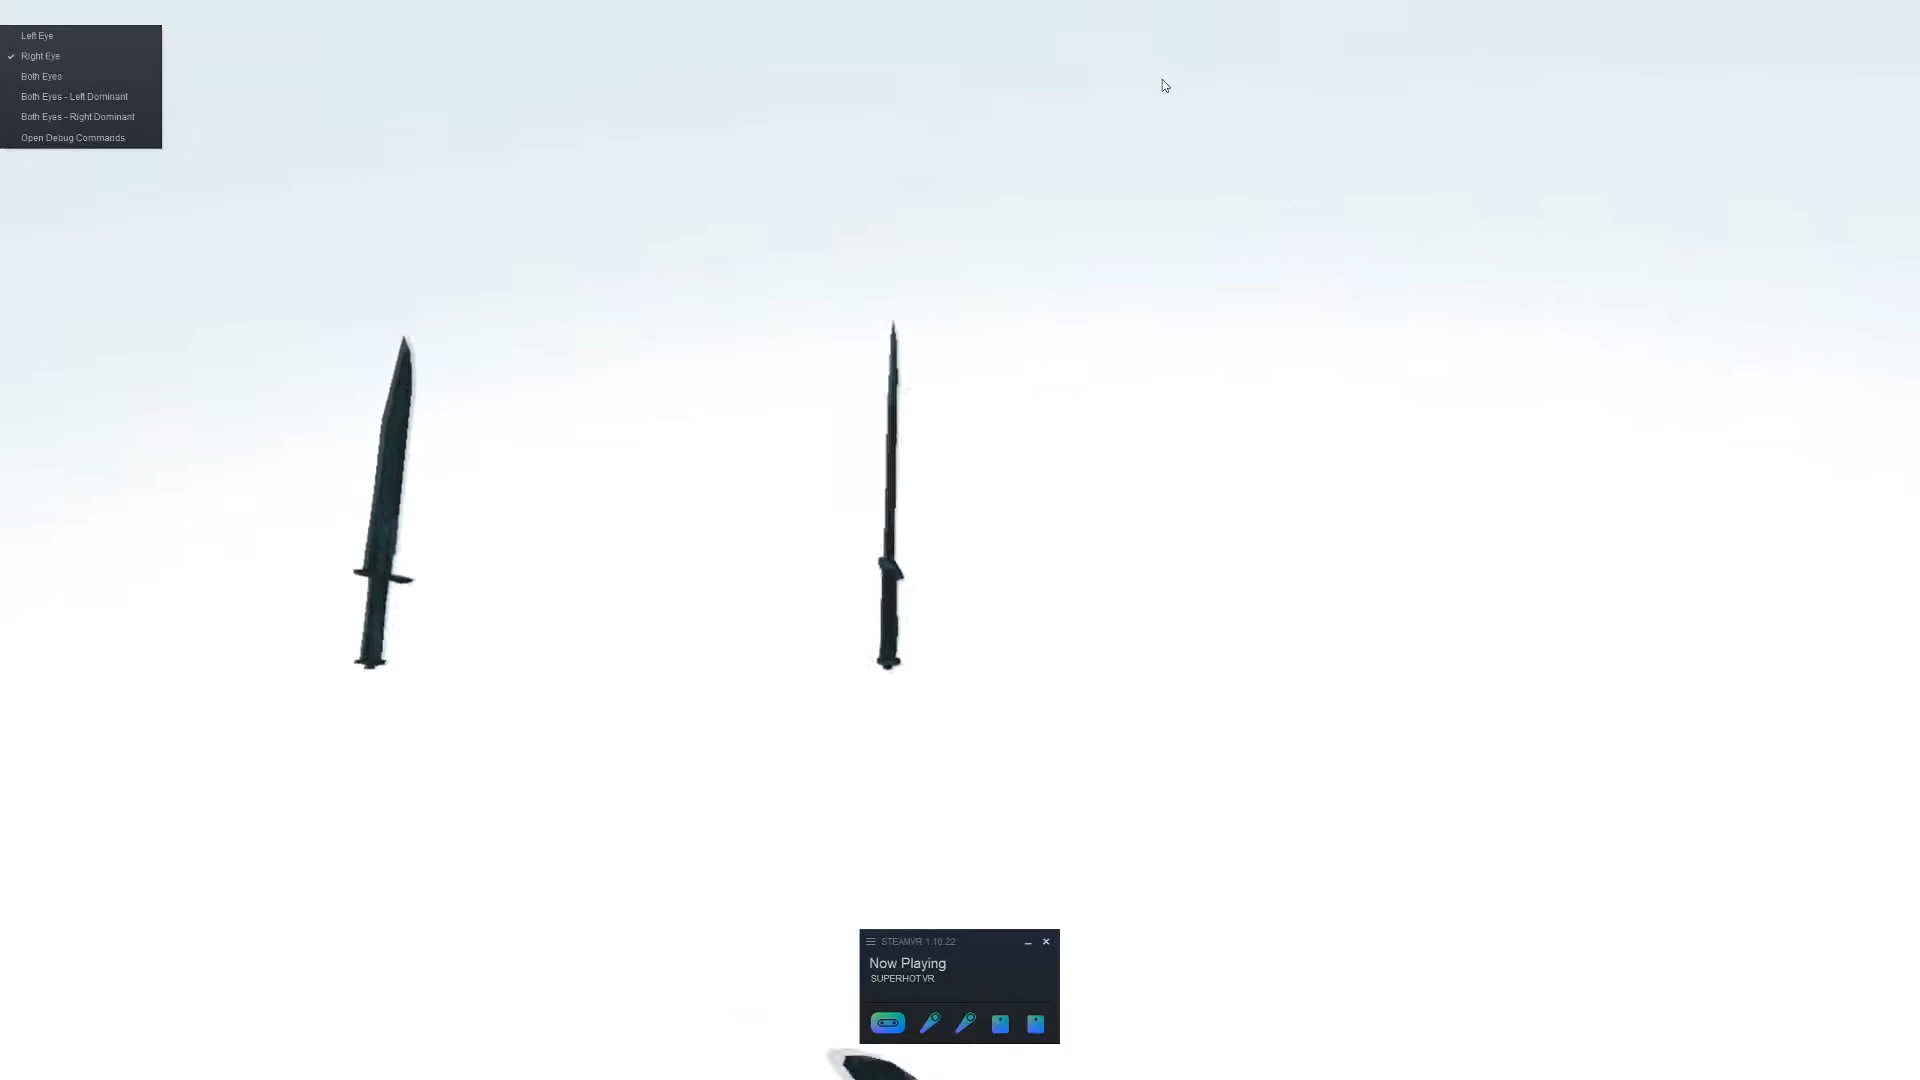 Left Eye
Right Eye
Both Eyes
Both Eyes - Left Dominant
Both Eyes - Right Dominant
Open Debug Commands
STEAMVR 1.10.22
Now Playing
SUPERHOT VR